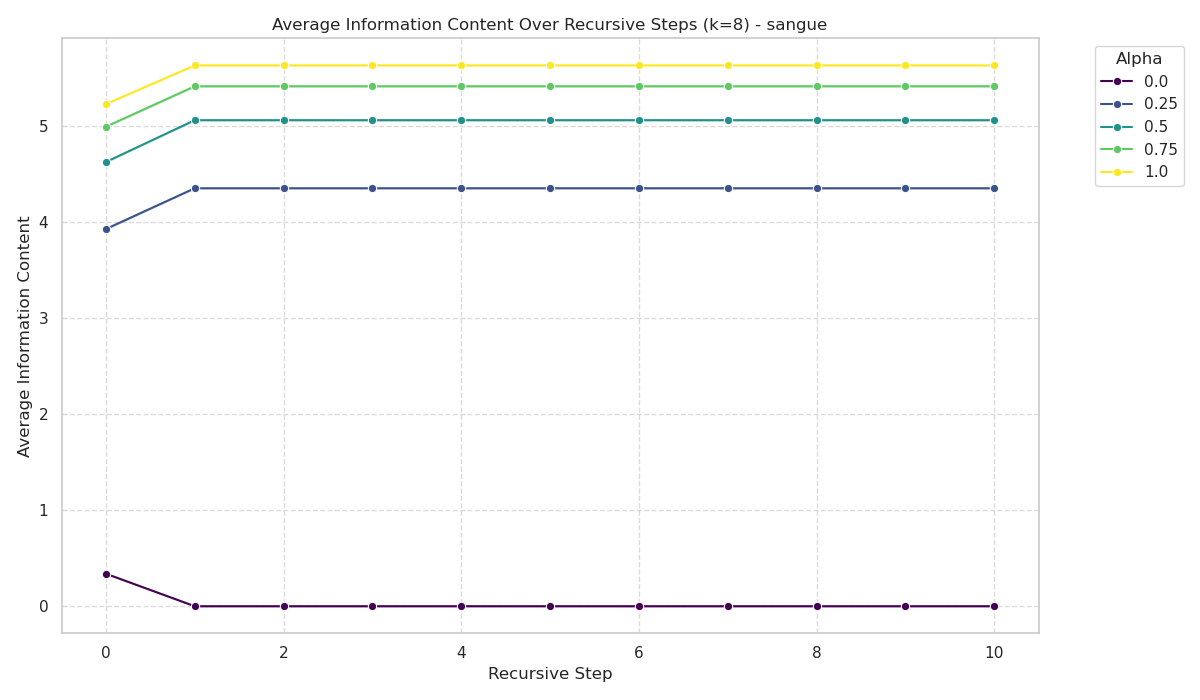 Average Information Content Over Recursive Steps (k=8) - sangue
Alpha
0.0
0.25
0.5
0.75
1.0
Average Information Content
5
4
3
2
1
0
0 2 4 6 8 10
Recursive Step